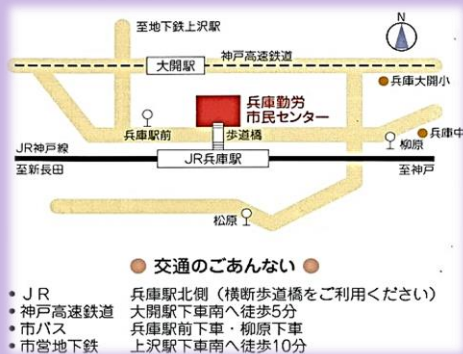 至地下鉄上沢駅
N
神戸高速鉄道
大開駅
兵庫大開小
兵庫勤労
市民センター
兵庫駅前
歩道橋
柳原
兵庫中
JR神戸線
JR兵庫駅
至新長田
至神戸
松原
交通のごあんない
• JR 兵庫駅北側（横断歩道橋をご利用ください）
• 神戸高速鉄道 大開駅下車南へ徒歩5分
• 市バス 兵庫駅前下車・柳原下車
• 市営地下鉄 上沢駅下車南へ徒歩10分